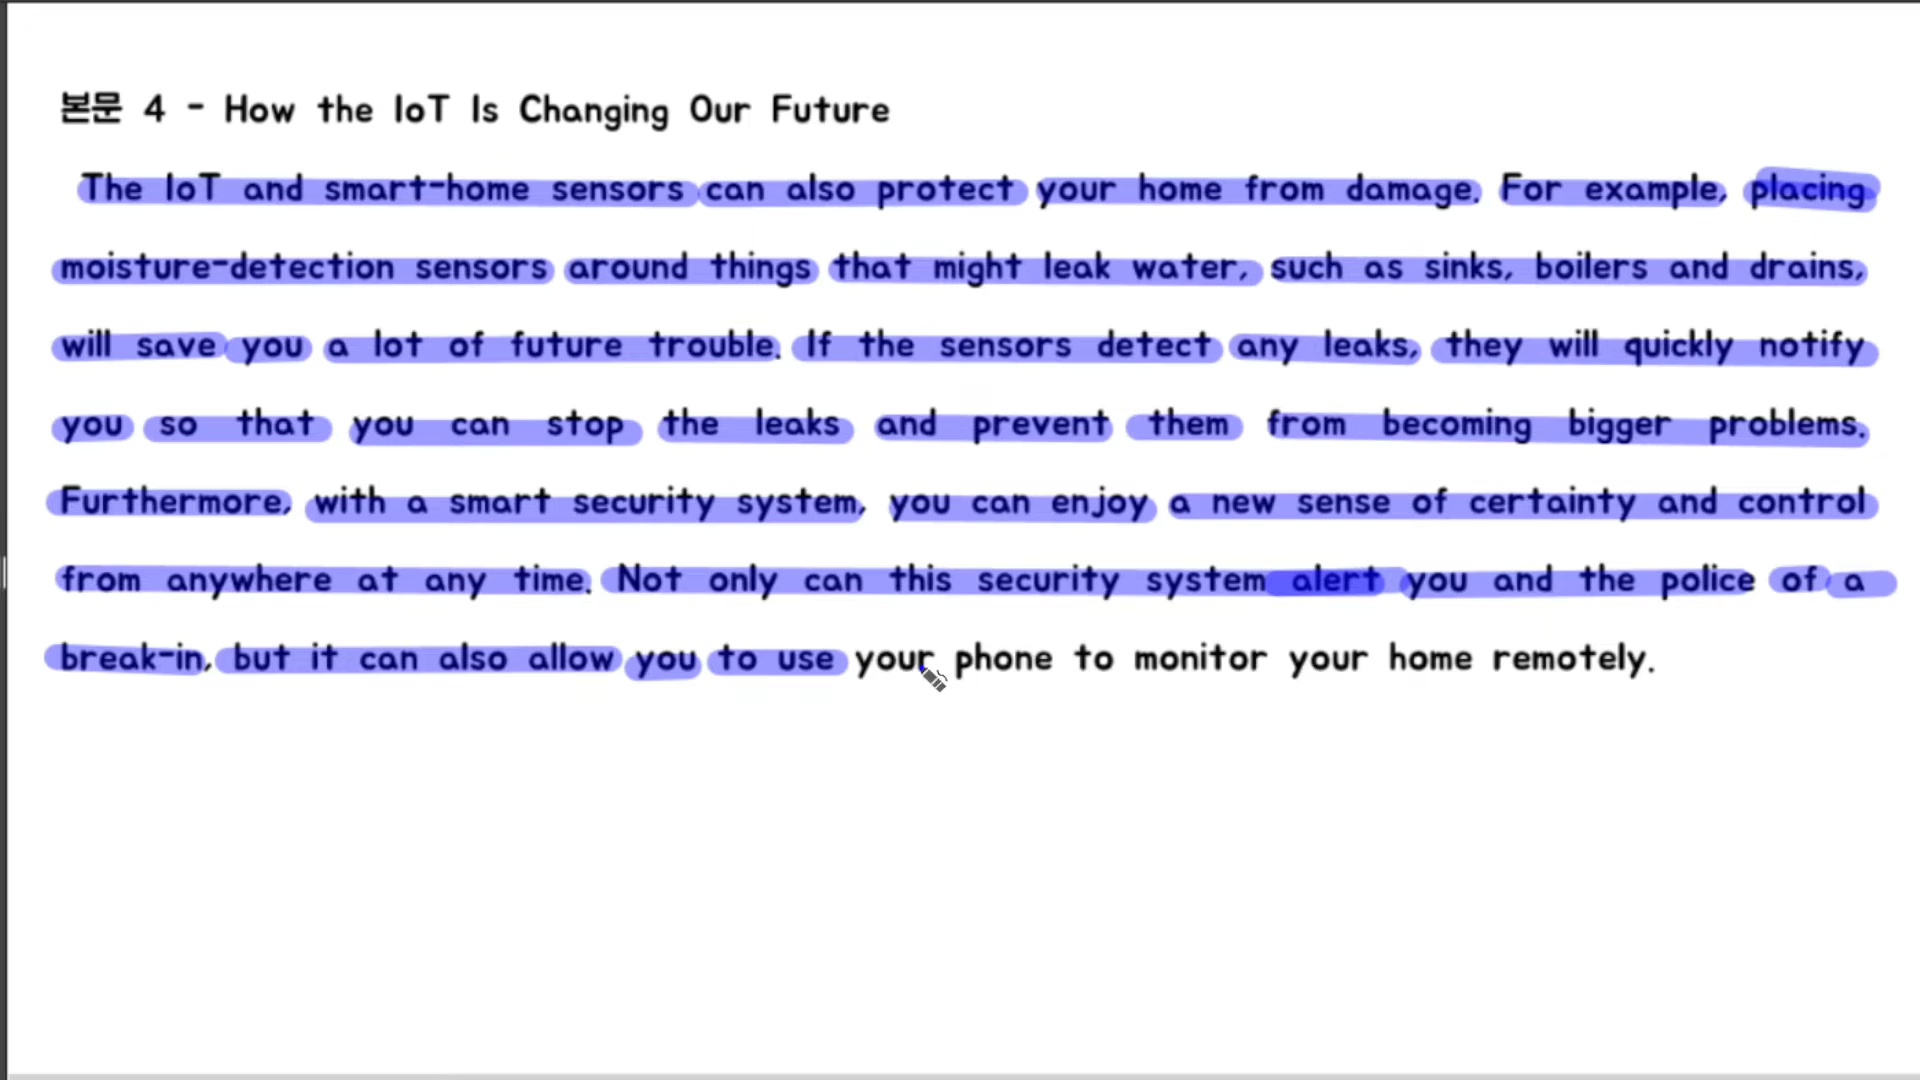 본문 4 - How the IoT Is Changing Our Future
The IoT and smart-home sensors can also protect your home from damage. For example, placing
moisture-detection sensors around things that might leak water, such as sinks, boilers and drains,
will save you a lot of future trouble. If the sensors detect any leaks, they will quickly notify
you so that you can stop the leaks and prevent them from becoming bigger problems.
Furthermore, with a smart security system, you can enjoy a new sense of certainty and control
from anywhere at any time. Not only can this security system alert you and the police of a
break-in, but it can also allow you to use your phone to monitor your home remotely.